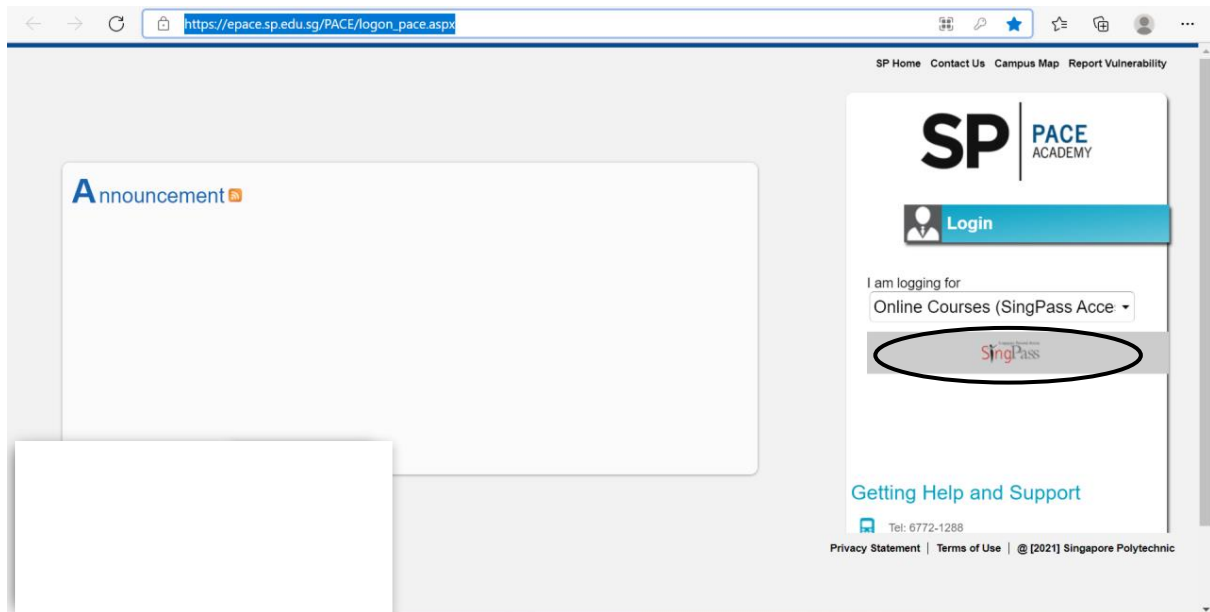 https://epace.sp.edu.sg/PACE/logon_pace.aspx
SP Home Contact Us Campus Map Report Vulnerability
SP PACE
ACADEMY
Announcement
Login
I am logging for
Online Courses (SingPass Acce
SingPass
Getting Help and Support
Tel: 6772-1288
Privacy Statement | Terms of Use | @ [2021] Singapore Polytechnic